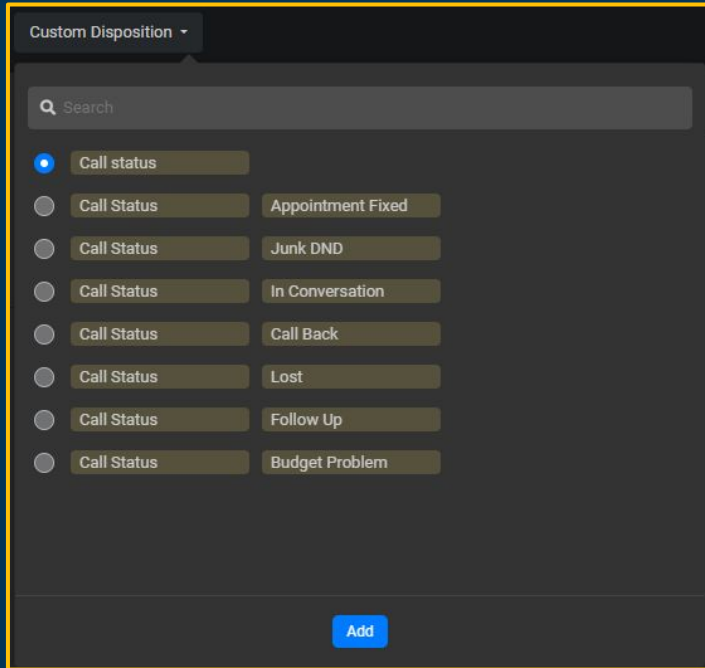 Custom Disposition
Search
Call status
Call Status Appointment Fixed
Call Status Junk DND
Call Status In Conversation
Call Status Call Back
Call Status Lost
Call Status Follow Up
Call Status Budget Problem
Add